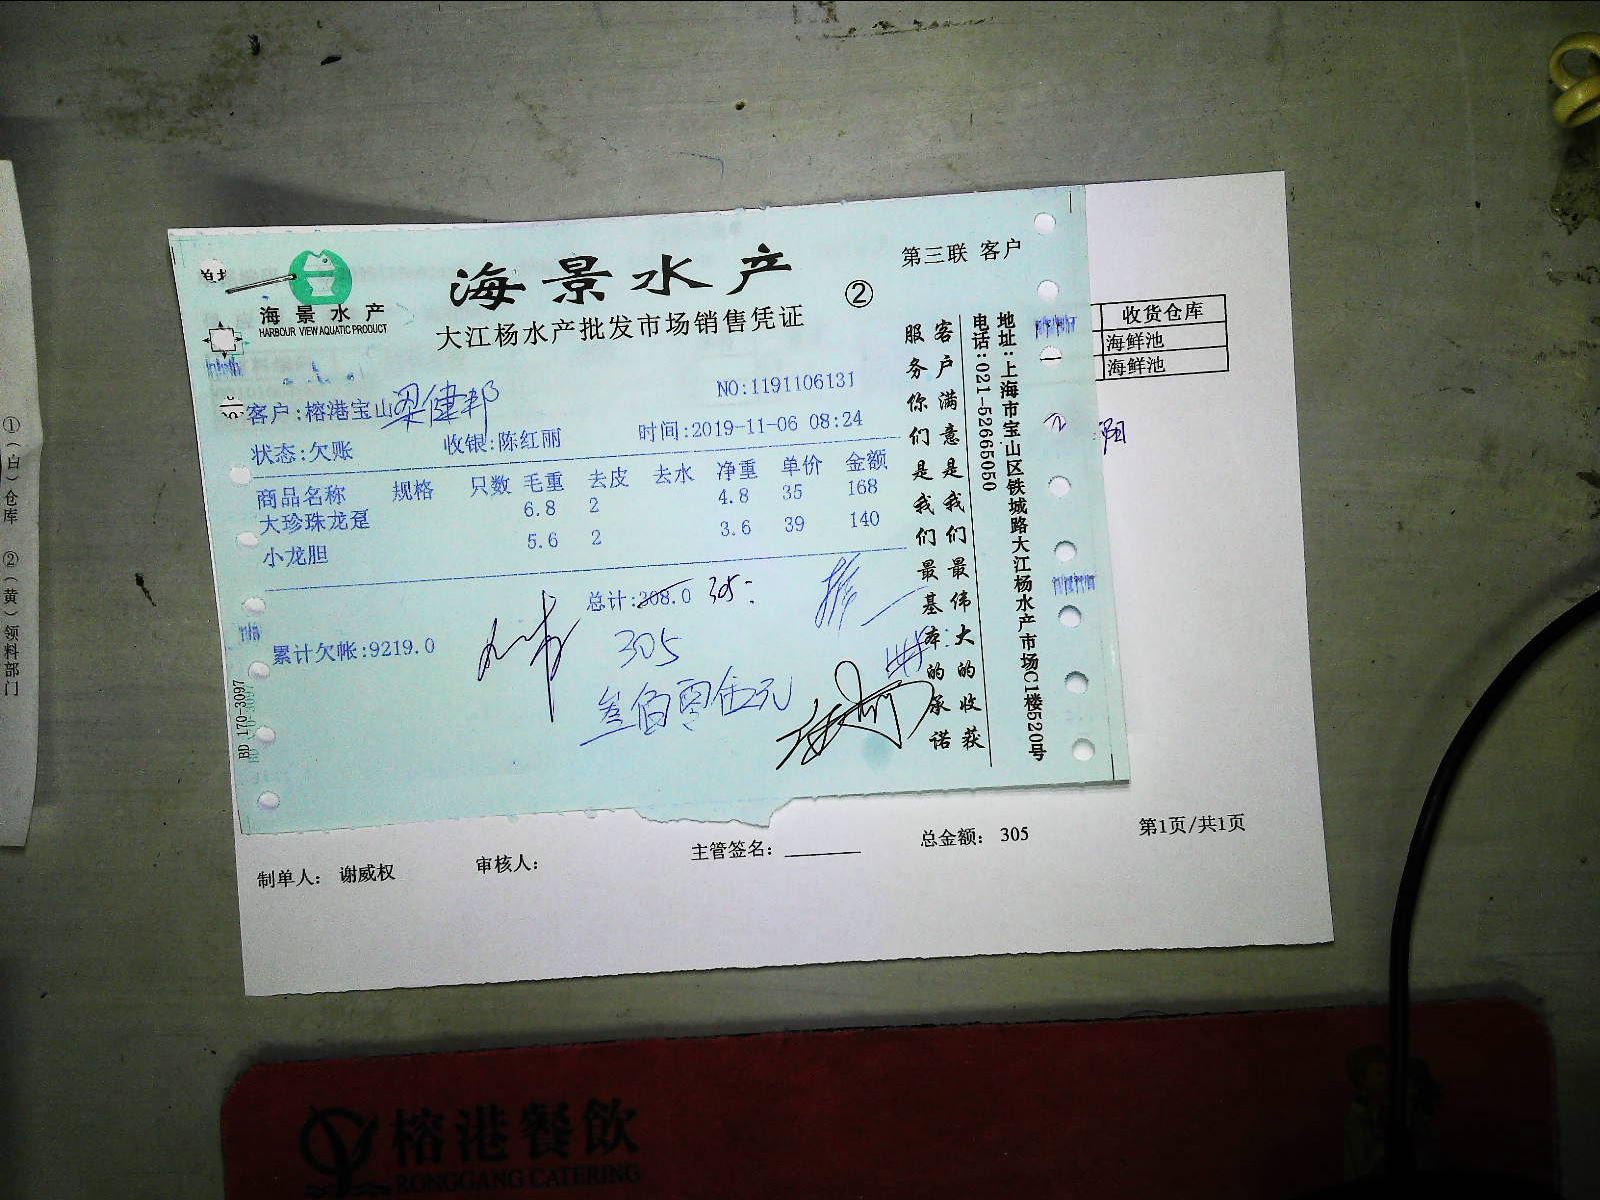 海景水产
HARBOUR VIEW AQUATIC PRODUCT
海景水产
大江杨水产批发市场销售凭证
②
第三联 客户
客户:榕港宝山梁健邦
NO:1191106131
状态:欠账 收银:陈红丽 时间:2019-11-06 08:24
商品名称 规格 只数 毛重 去皮 去水 净重 单价 金额
大珍珠龙趸 6.8 2 4.8 35 168
小龙胆 5.6 2 3.6 39 140
总计:308.0 305
累计欠帐:9219.0
305
叁佰零伍元
客户满意是我们最伟大的收获
服务你们是我们最基本的承诺
地址:上海市宝山区铁城路大江杨水产市场C1楼520号
电话:021-52665050
BD 170-3097
收货仓库
海鲜池
海鲜池
阳
制单人: 谢威权 审核人: 主管签名: 总金额: 305 第1页/共1页
①(白)仓库 ②(黄)领料部门
榕港餐飲
RONGGANG CATERING